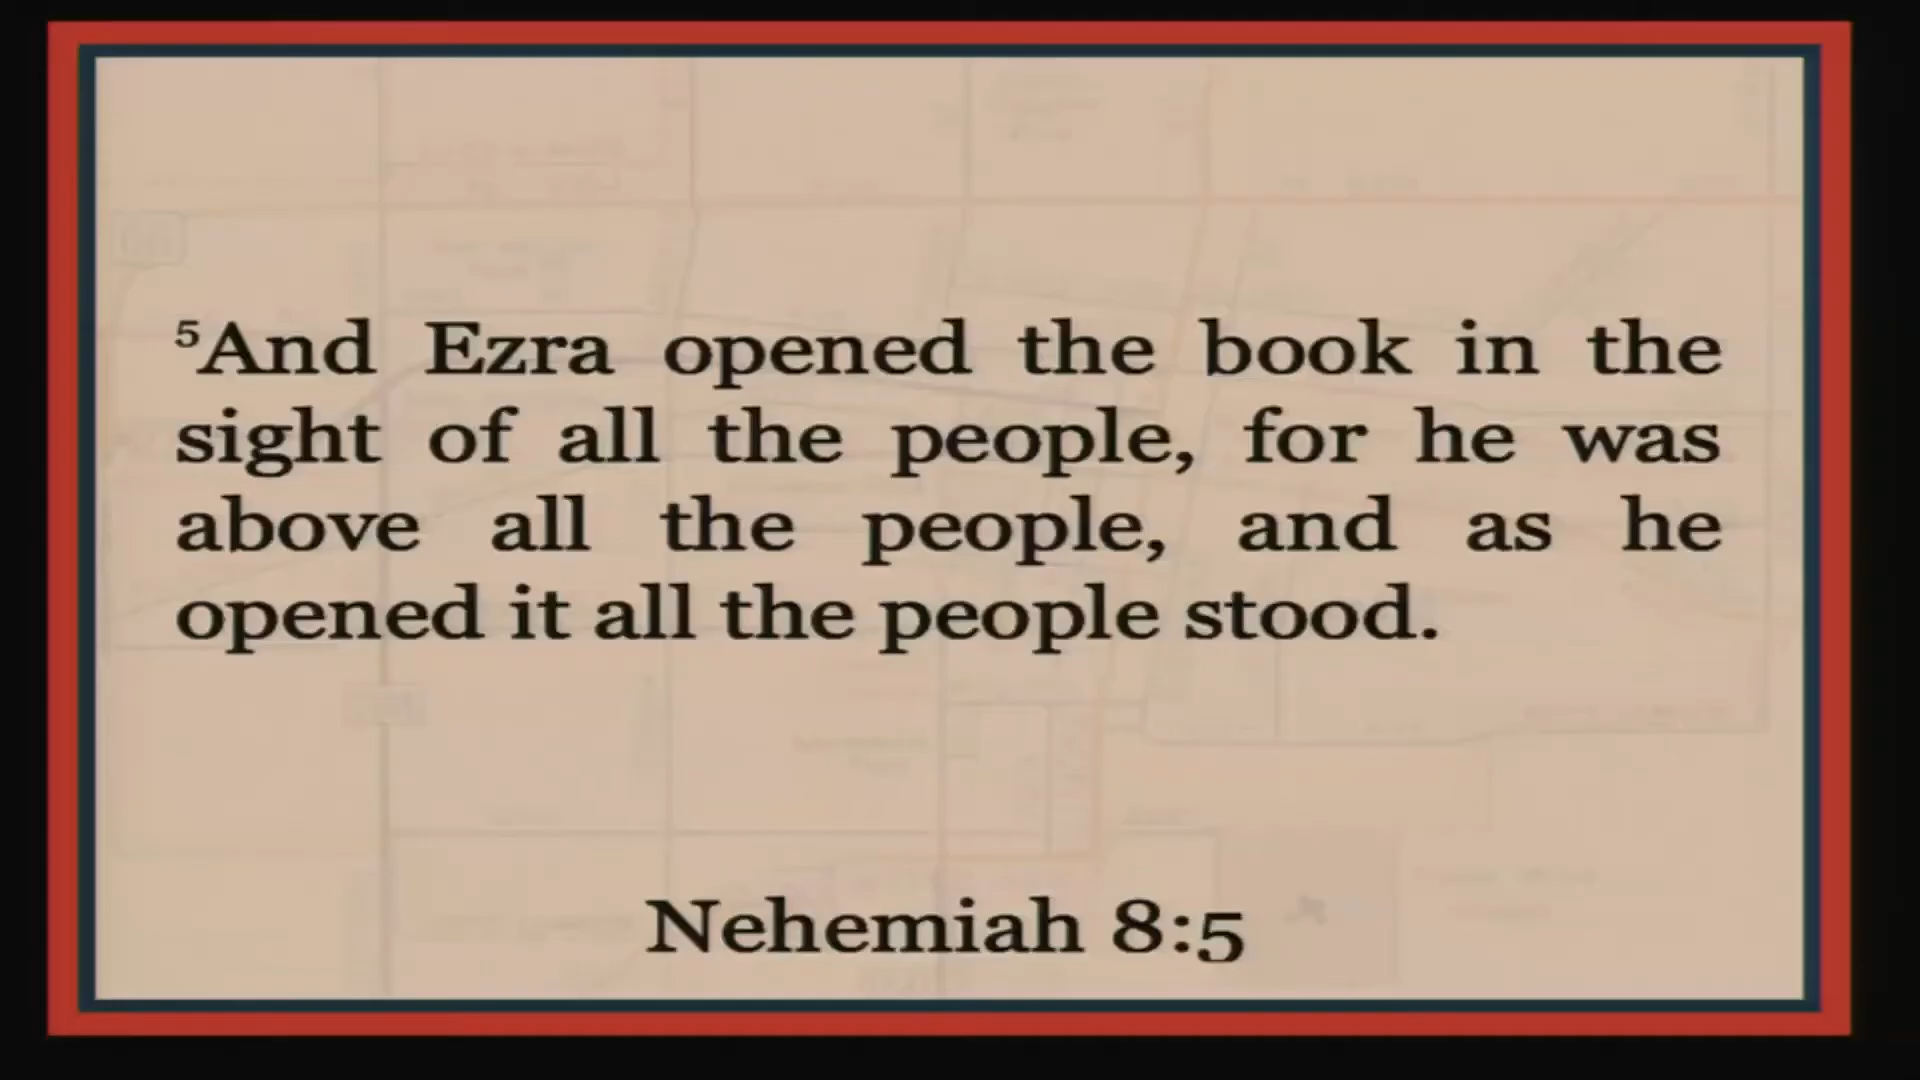 ⁵And Ezra opened the book in the
sight of all the people, for he was
above all the people, and as he
opened it all the people stood.
Nehemiah 8:5